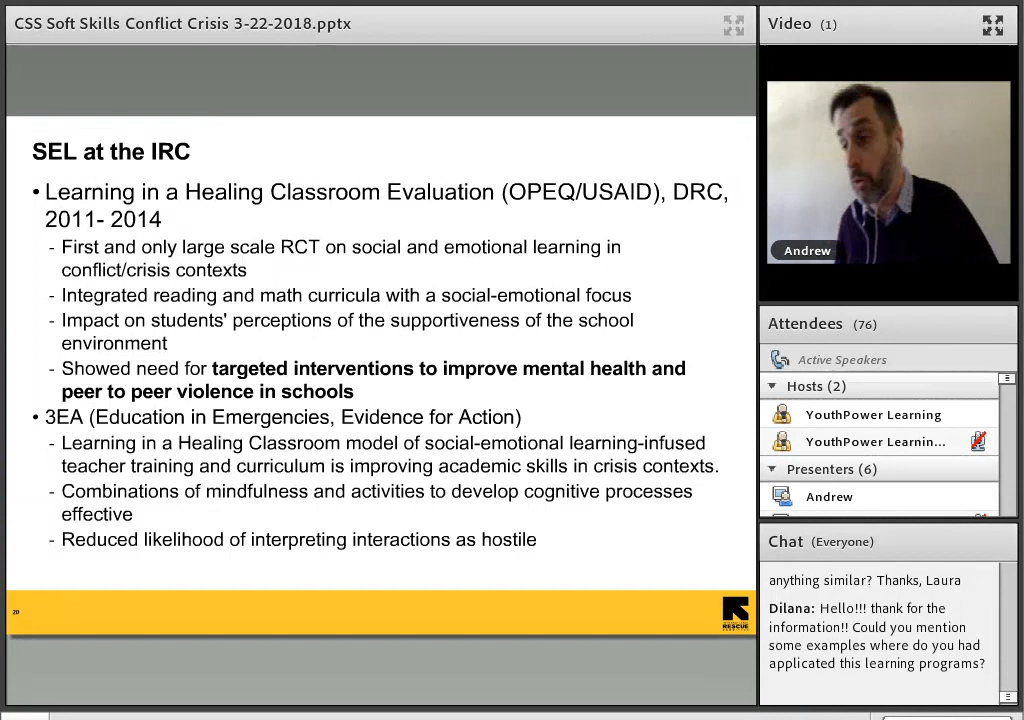 CSS Soft Skills Conflict Crisis 3-22-2018.pptx
SEL at the IRC
• Learning in a Healing Classroom Evaluation (OPEQ/USAID), DRC,
2011- 2014
- First and only large scale RCT on social and emotional learning in
conflict/crisis contexts
- Integrated reading and math curricula with a social-emotional focus
- Impact on students' perceptions of the supportiveness of the school
environment
- Showed need for targeted interventions to improve mental health and
peer to peer violence in schools
• 3EA (Education in Emergencies, Evidence for Action)
- Learning in a Healing Classroom model of social-emotional learning-infused
teacher training and curriculum is improving academic skills in crisis contexts.
- Combinations of mindfulness and activities to develop cognitive processes
effective
- Reduced likelihood of interpreting interactions as hostile
20
RESCUE
Video (1)
Andrew
Attendees (76)
Active Speakers
Hosts (2)
YouthPower Learning
YouthPower Learnin...
Presenters (6)
Andrew
Chat (Everyone)
anything similar? Thanks, Laura
Dilana: Hello!!! thank for the
information!! Could you mention
some examples where do you had
applicated this learning programs?